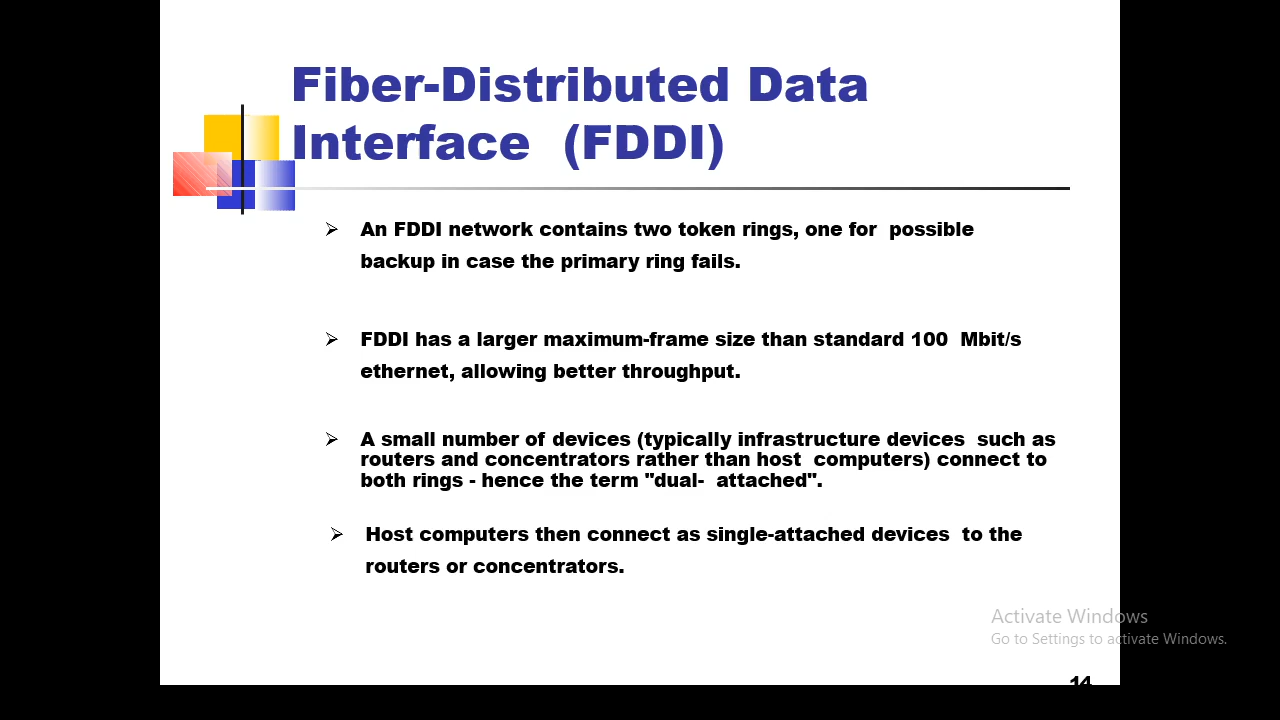 Fiber-Distributed Data
Interface (FDDI)
An FDDI network contains two token rings, one for possible
backup in case the primary ring fails.
FDDI has a larger maximum-frame size than standard 100 Mbit/s
ethernet, allowing better throughput.
A small number of devices (typically infrastructure devices such as
routers and concentrators rather than host computers) connect to
both rings - hence the term "dual- attached".
Host computers then connect as single-attached devices to the
routers or concentrators.
Activate Windows
Go to Settings to activate Windows.
14